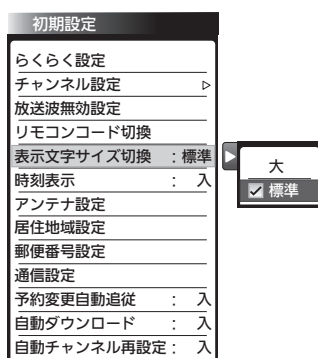 初期設定
らくらく設定
チャンネル設定 ▷
放送波無効設定
リモコンコード切換
表示文字サイズ切換 : 標準
時刻表示 : 入
アンテナ設定
居住地域設定
郵便番号設定
通信設定
予約変更自動追従 : 入
自動ダウンロード : 入
自動チャンネル再設定 : 入
大
標準